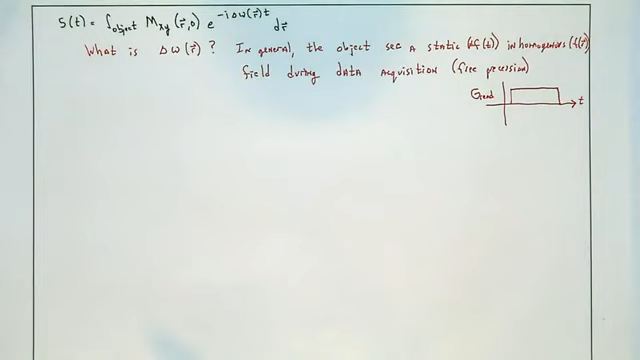 S(t) = ∫object Mxy(r⃗,0) e^{-iΔω(r⃗)t} dr⃗
What is Δω(r⃗)? In general, the object see a static (≠f(t)) inhomogenous (f(r⃗))
field during data acquisition (free precession)
Gread t